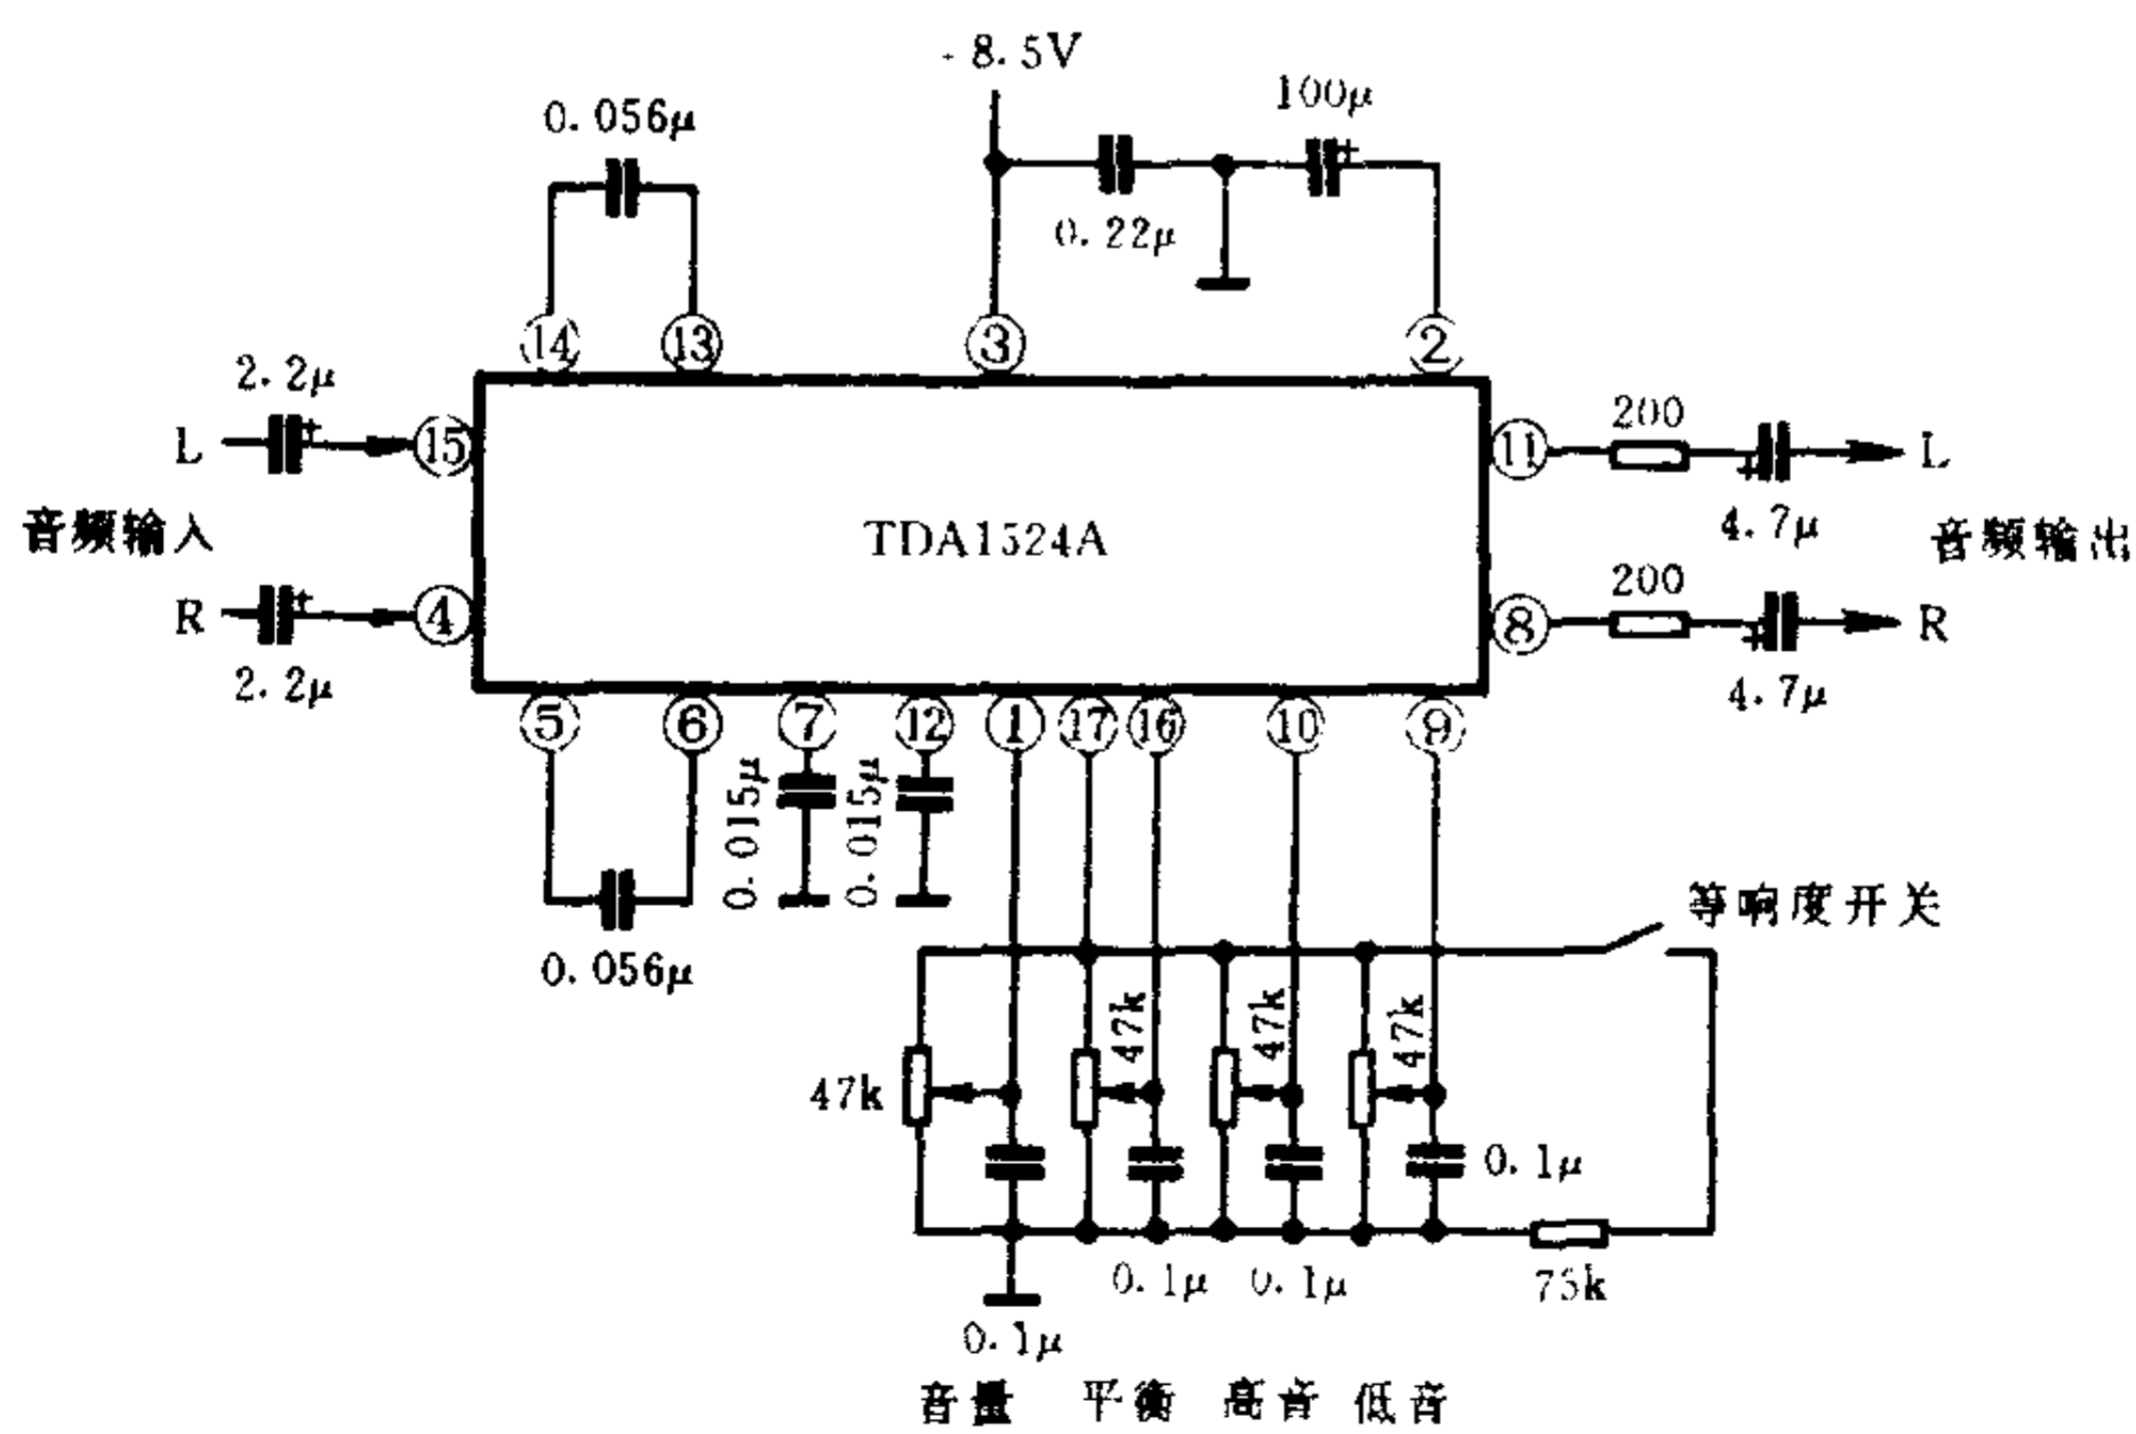 - 8.5V
100μ
0.056μ
0.22μ
14
13
3
2
2.2μ
L
15
11
200
L
4.7μ
音频输入
TDA1524A
音频输出
R
4
8
200
R
2.2μ
4.7μ
5
6
7
12
1
17
16
10
9
0.015μ
0.015μ
等响度开关
0.056μ
47k
47k
47k
47k
0.1μ
0.1μ
0.1μ
75k
0.1μ
音量
平衡
高音
低音